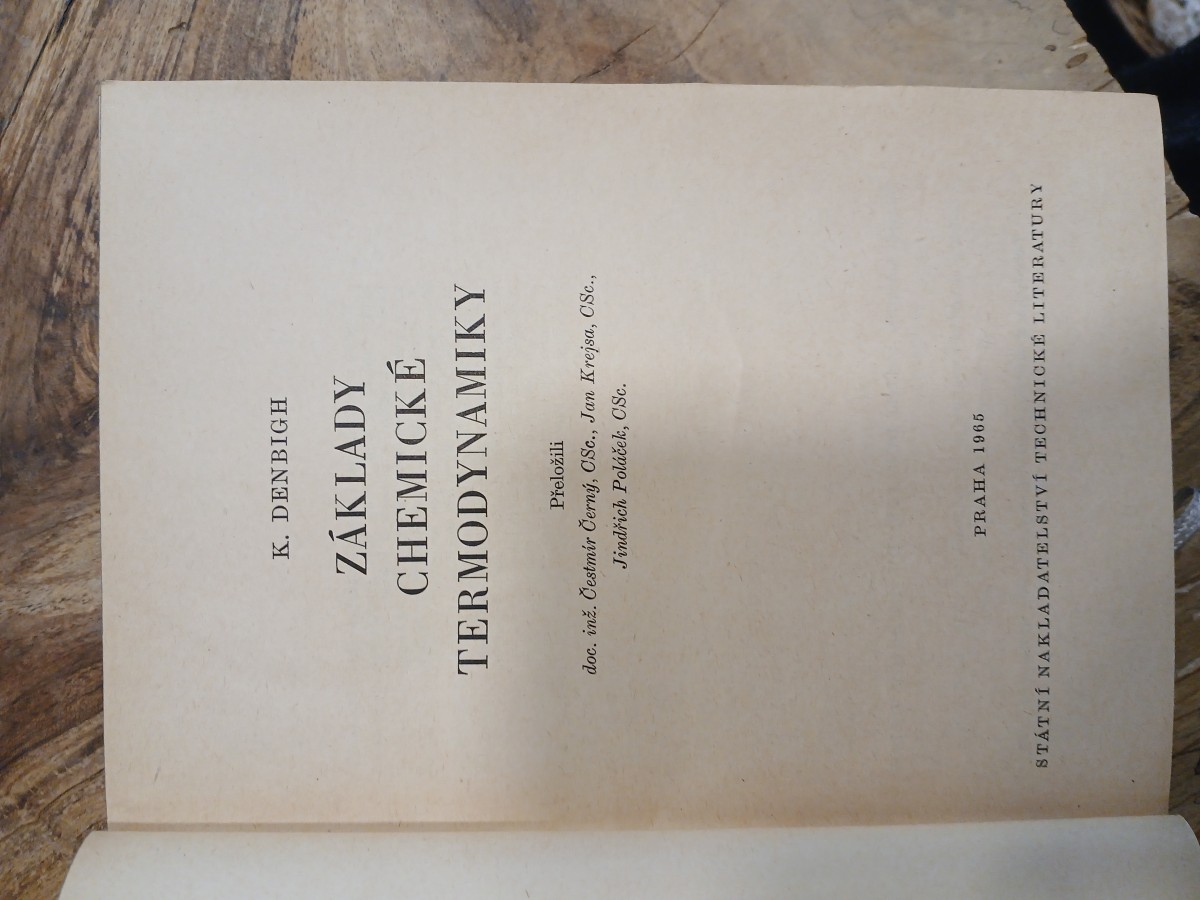 K. DENBIGH
ZÁKLADY
CHEMICKÉ
TERMODYNAMIKY
Přeložili
doc. inž. Čestmír Černý, CSc., Jan Krejsa, CSc.,
Jindřich Poláček, CSc.
PRAHA 1965
STÁTNÍ NAKLADATELSTVÍ TECHNICKÉ LITERATURY